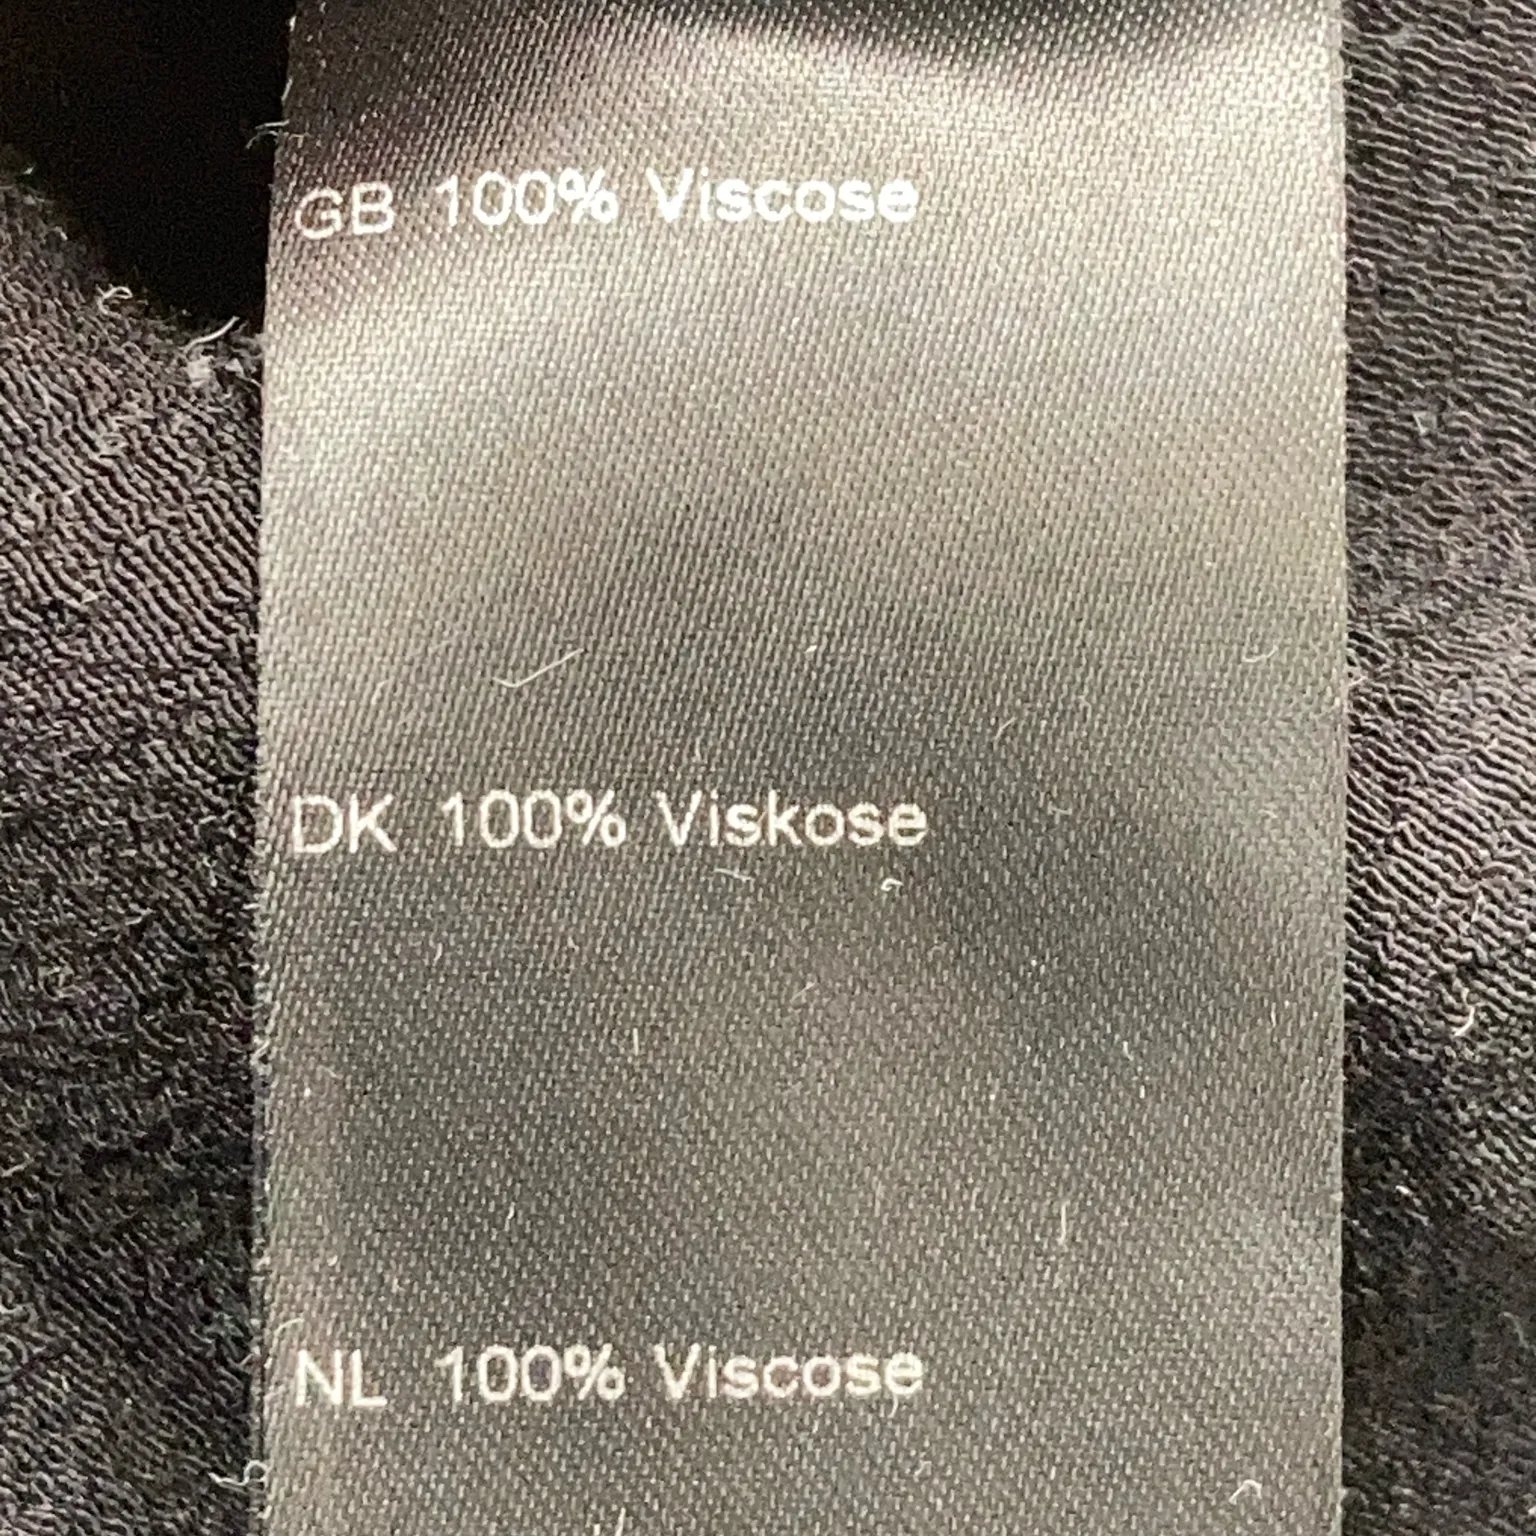 GB 100% Viscose
DK 100% Viskose
NL 100% Viscose